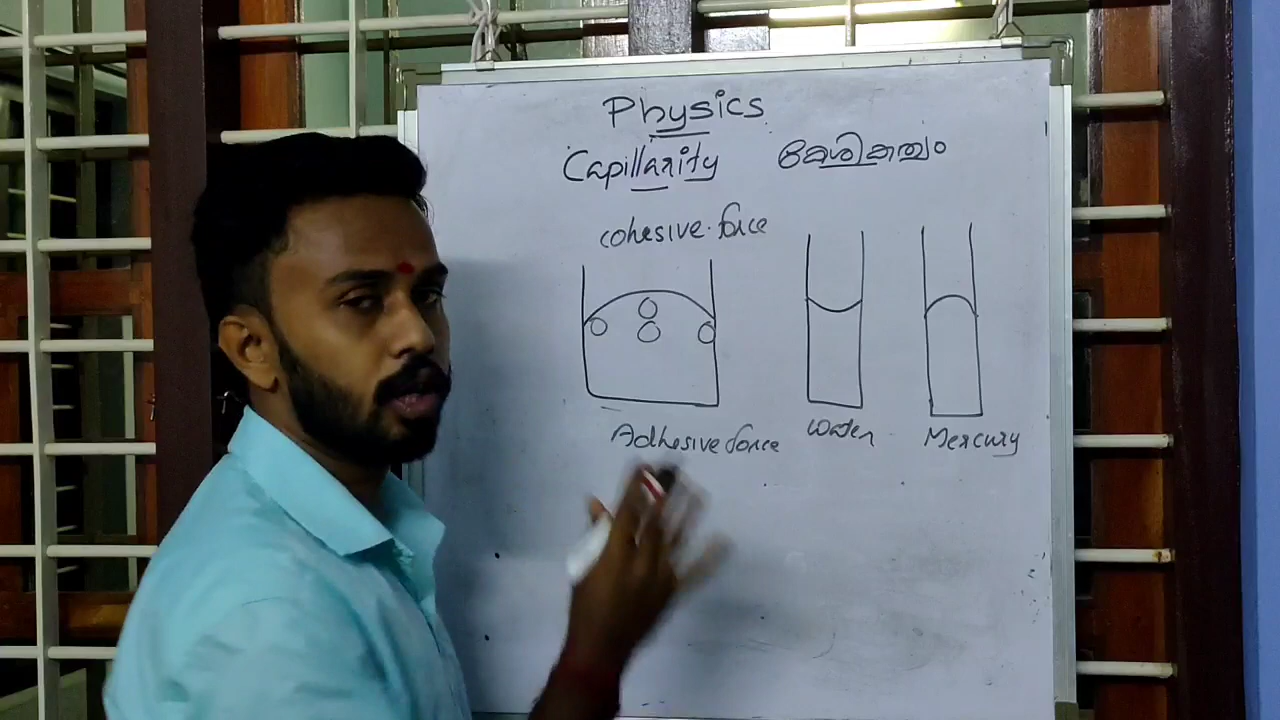 Physics
Capillarity കേശികത്വം
cohesive force
Adhesive force
Water
Mercury